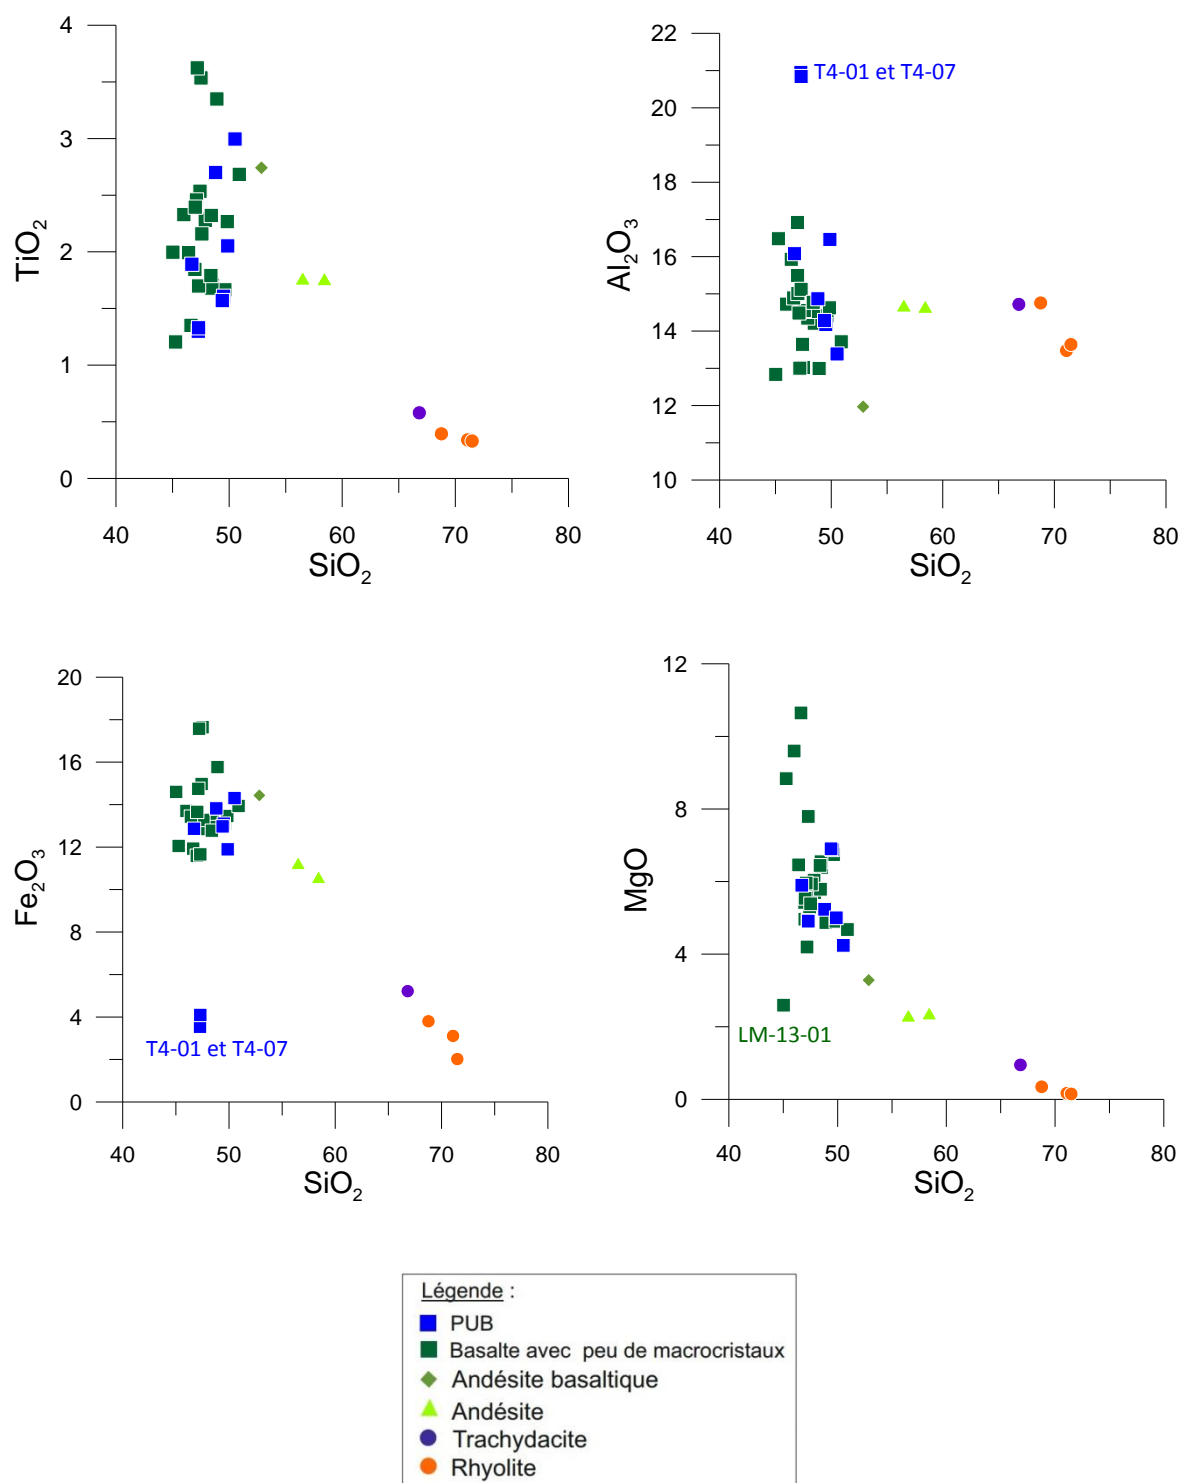 4
3
2
1
0
TiO₂
40 50 60 70 80
SiO₂
22
20
18
16
14
12
10
Al₂O₃
T4-01 et T4-07
40 50 60 70 80
SiO₂
20
16
12
8
4
0
Fe₂O₃
T4-01 et T4-07
40 50 60 70 80
SiO₂
12
8
4
0
MgO
LM-13-01
40 50 60 70 80
SiO₂
Légende :
PUB
Basalte avec peu de macrocristaux
Andésite basaltique
Andésite
Trachydacite
Rhyolite